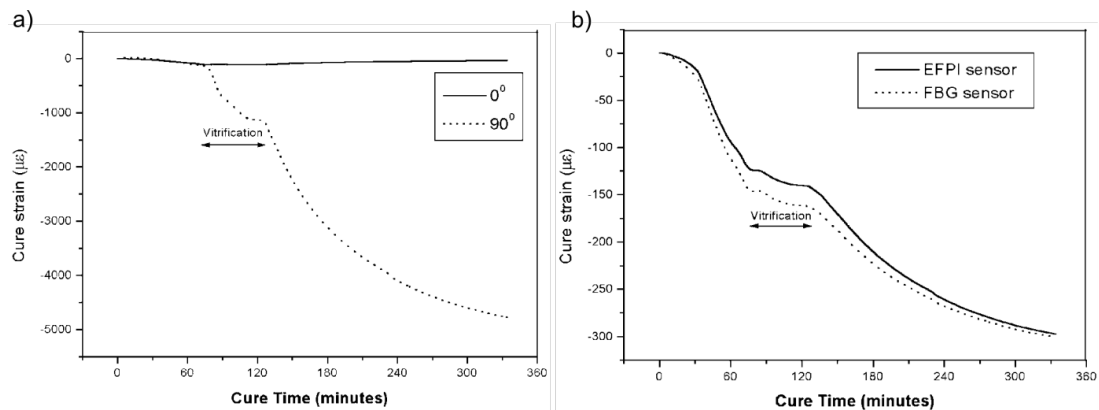 a)
0
-1000
-2000
-3000
-4000
-5000
Cure strain (με)
0 60 120 180 240 300 360
Cure Time (minutes)
0⁰
90⁰
Vitrification
b)
0
-50
-100
-150
-200
-250
-300
Cure strain (με)
0 60 120 180 240 300 360
Cure Time (minutes)
EFPI sensor
FBG sensor
Vitrification